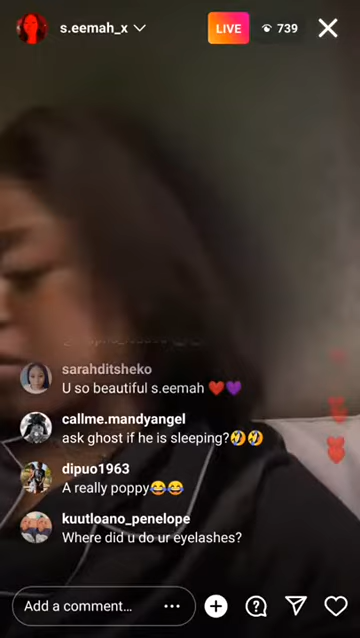 s.eemah_x
LIVE
739
sarahditsheko
U so beautiful s.eemah ❤️💜
callme.mandyangel
ask ghost if he is sleeping?🤣🤣
dipuo1963
A really poppy😂😂
kuutloano_penelope
Where did u do ur eyelashes?
Add a comment...